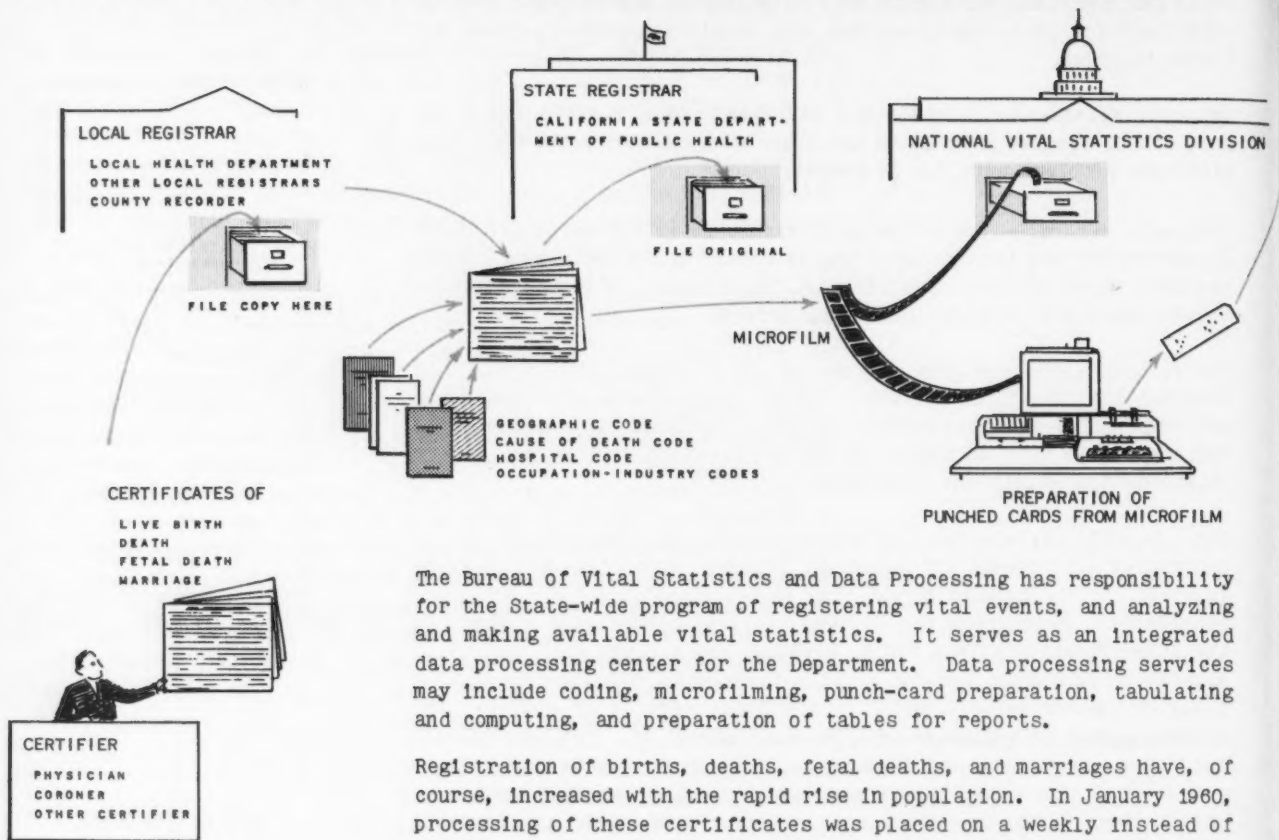 LOCAL REGISTRAR
LOCAL HEALTH DEPARTMENT
OTHER LOCAL REGISTRARS
COUNTY RECORDER
FILE COPY HERE
STATE REGISTRAR
CALIFORNIA STATE DEPART-
MENT OF PUBLIC HEALTH
FILE ORIGINAL
NATIONAL VITAL STATISTICS DIVISION
MICROFILM
GEOGRAPHIC CODE
CAUSE OF DEATH CODE
HOSPITAL CODE
OCCUPATION-INDUSTRY CODES
PREPARATION OF
PUNCHED CARDS FROM MICROFILM
CERTIFICATES OF
LIVE BIRTH
DEATH
FETAL DEATH
MARRIAGE
CERTIFIER
PHYSICIAN
CORONER
OTHER CERTIFIER
The Bureau of Vital Statistics and Data Processing has responsibility
for the State-wide program of registering vital events, and analyzing
and making available vital statistics. It serves as an integrated
data processing center for the Department. Data processing services
may include coding, microfilming, punch-card preparation, tabulating
and computing, and preparation of tables for reports.
Registration of births, deaths, fetal deaths, and marriages have, of
course, increased with the rapid rise in population. In January 1960,
processing of these certificates was placed on a weekly instead of